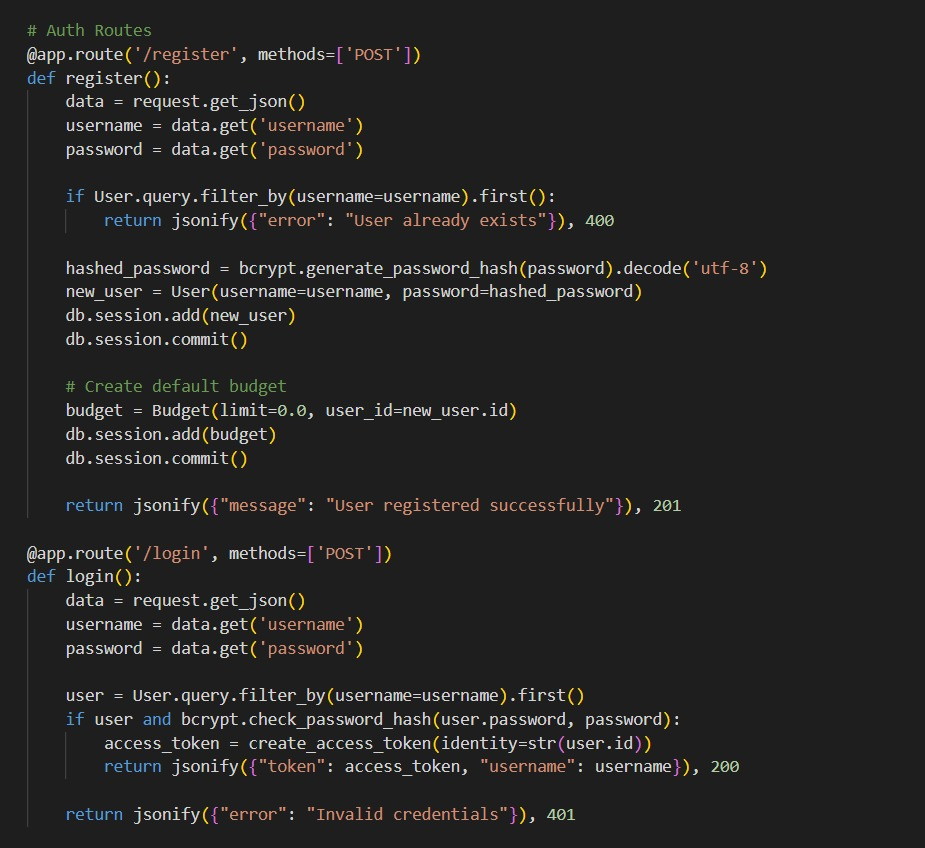 # Auth Routes
@app.route('/register', methods=['POST'])
def register():
    data = request.get_json()
    username = data.get('username')
    password = data.get('password')

    if User.query.filter_by(username=username).first():
        return jsonify({"error": "User already exists"}), 400

    hashed_password = bcrypt.generate_password_hash(password).decode('utf-8')
    new_user = User(username=username, password=hashed_password)
    db.session.add(new_user)
    db.session.commit()

    # Create default budget
    budget = Budget(limit=0.0, user_id=new_user.id)
    db.session.add(budget)
    db.session.commit()

    return jsonify({"message": "User registered successfully"}), 201

@app.route('/login', methods=['POST'])
def login():
    data = request.get_json()
    username = data.get('username')
    password = data.get('password')

    user = User.query.filter_by(username=username).first()
    if user and bcrypt.check_password_hash(user.password, password):
        access_token = create_access_token(identity=str(user.id))
        return jsonify({"token": access_token, "username": username}), 200

    return jsonify({"error": "Invalid credentials"}), 401